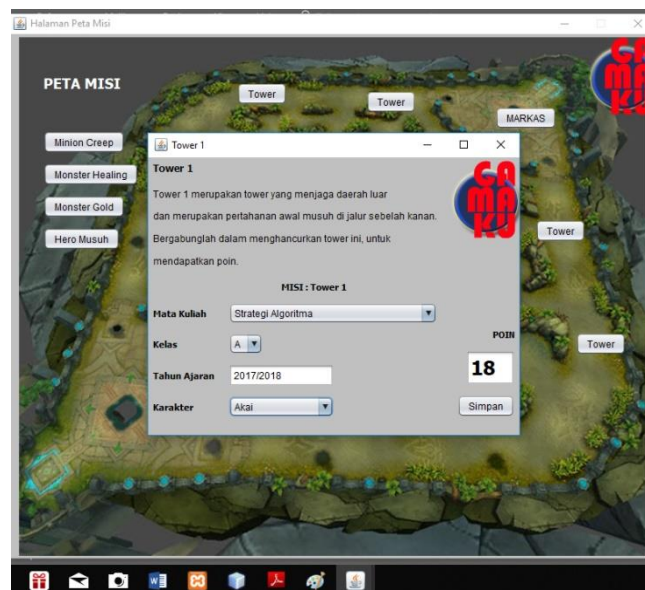 Halaman Peta Misi
PETA MISI
Tower
Tower
MARKAS
Minion Creep
Monster Healing
Monster Gold
Hero Musuh
Tower
Tower
Tower 1
Tower 1
GAMAKU
Tower 1 merupakan tower yang menjaga daerah luar
dan merupakan pertahanan awal musuh di jalur sebelah kanan.
Bergabunglah dalam menghancurkan tower ini, untuk
mendapatkan poin.
MISI : Tower 1
Mata Kuliah
Strategi Algoritma
Kelas
A
POIN
18
Tahun Ajaran
2017/2018
Karakter
Akai
Simpan